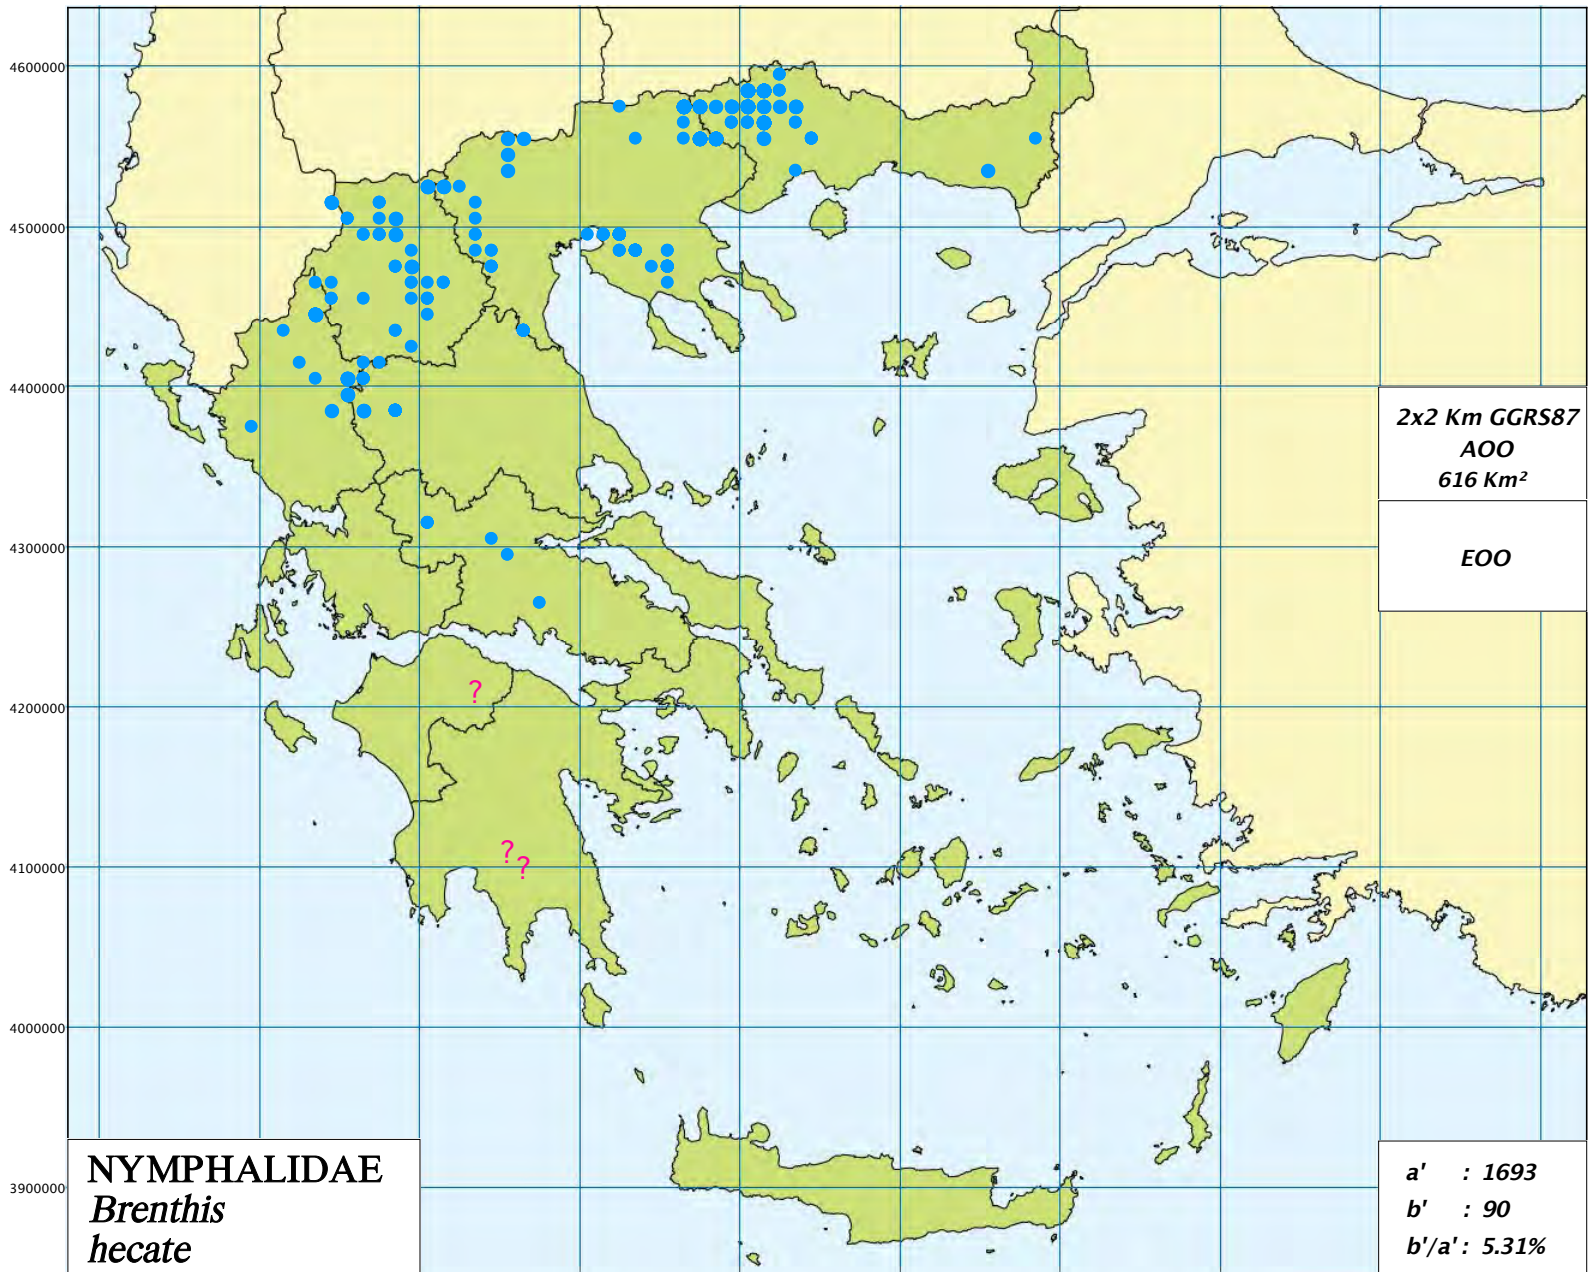 4600000
4500000
4400000
4300000
4200000
4100000
4000000
3900000
?
?
?
2x2 Km GGRS87
AOO
616 Km²
EOO
NYMPHALIDAE
Brenthis
hecate
a' : 1693
b' : 90
b'/a' : 5.31%